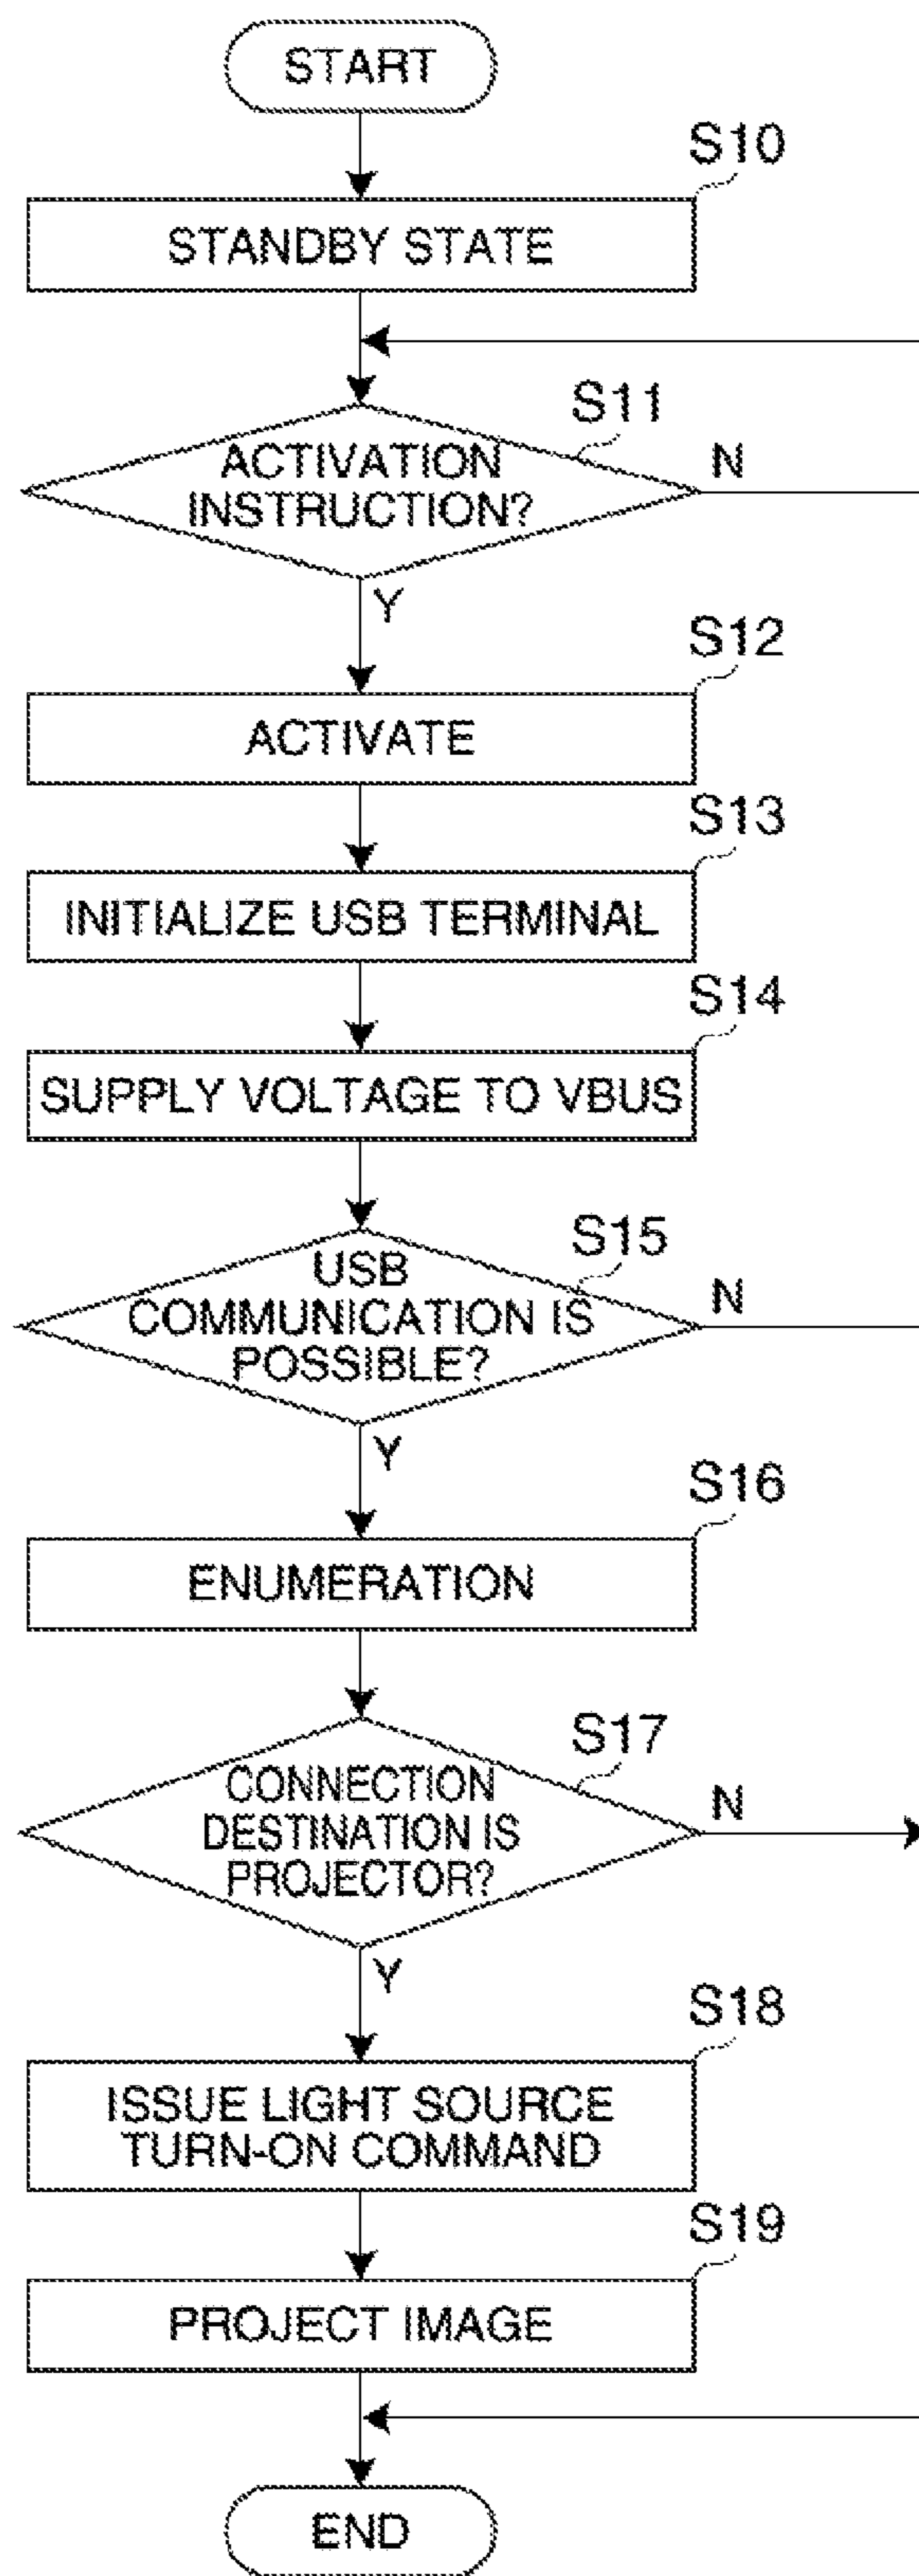 START
S10
STANDBY STATE
S11
ACTIVATION
INSTRUCTION?
N
Y
S12
ACTIVATE
S13
INITIALIZE USB TERMINAL
S14
SUPPLY VOLTAGE TO VBUS
S15
USB
COMMUNICATION IS
POSSIBLE?
N
Y
S16
ENUMERATION
S17
CONNECTION
DESTINATION IS
PROJECTOR?
N
Y
S18
ISSUE LIGHT SOURCE
TURN-ON COMMAND
S19
PROJECT IMAGE
END